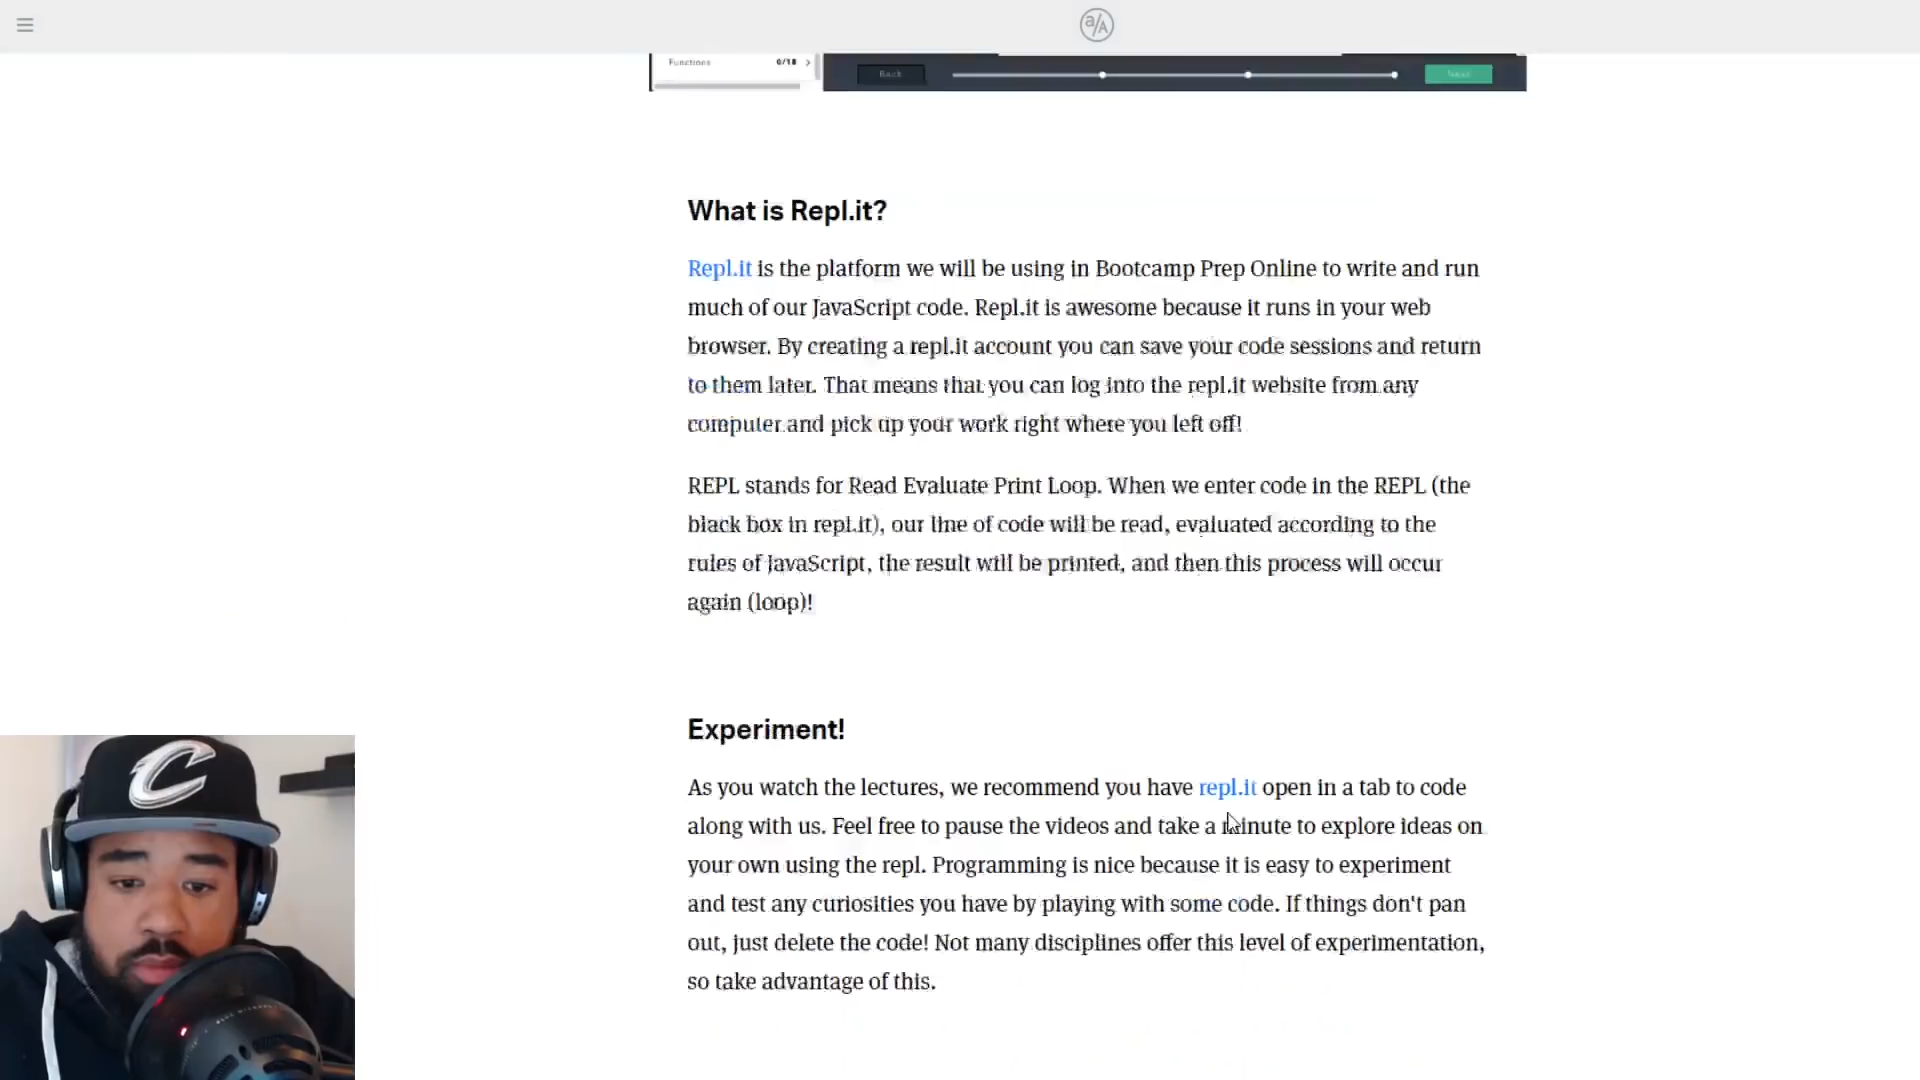 a/A
Functions 0/18
Back
Next
What is Repl.it?
Repl.it is the platform we will be using in Bootcamp Prep Online to write and run
much of our JavaScript code. Repl.it is awesome because it runs in your web
browser. By creating a repl.it account you can save your code sessions and return
to them later. That means that you can log into the repl.it website from any
computer and pick up your work right where you left off!
REPL stands for Read Evaluate Print Loop. When we enter code in the REPL (the
black box in repl.it), our line of code will be read, evaluated according to the
rules of JavaScript, the result will be printed, and then this process will occur
again (loop)!
Experiment!
As you watch the lectures, we recommend you have repl.it open in a tab to code
along with us. Feel free to pause the videos and take a minute to explore ideas on
your own using the repl. Programming is nice because it is easy to experiment
and test any curiosities you have by playing with some code. If things don't pan
out, just delete the code! Not many disciplines offer this level of experimentation,
so take advantage of this.
C